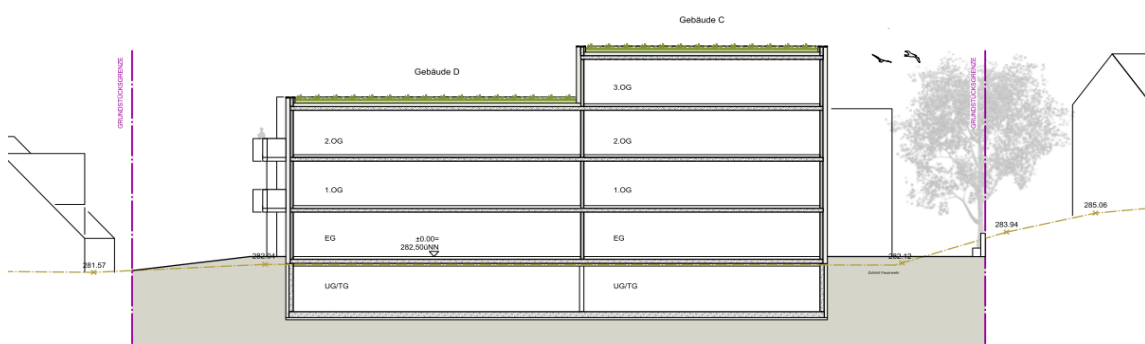 Gebäude C
GRUNDSTÜCKSGRENZE
GRUNDSTÜCKSGRENZE
Gebäude D
3.OG
2.OG
2.OG
1.OG
1.OG
285.06
283.94
EG
±0.00=
282,50üNN
EG
281.57
282.04
282.12
UG/TG
UG/TG